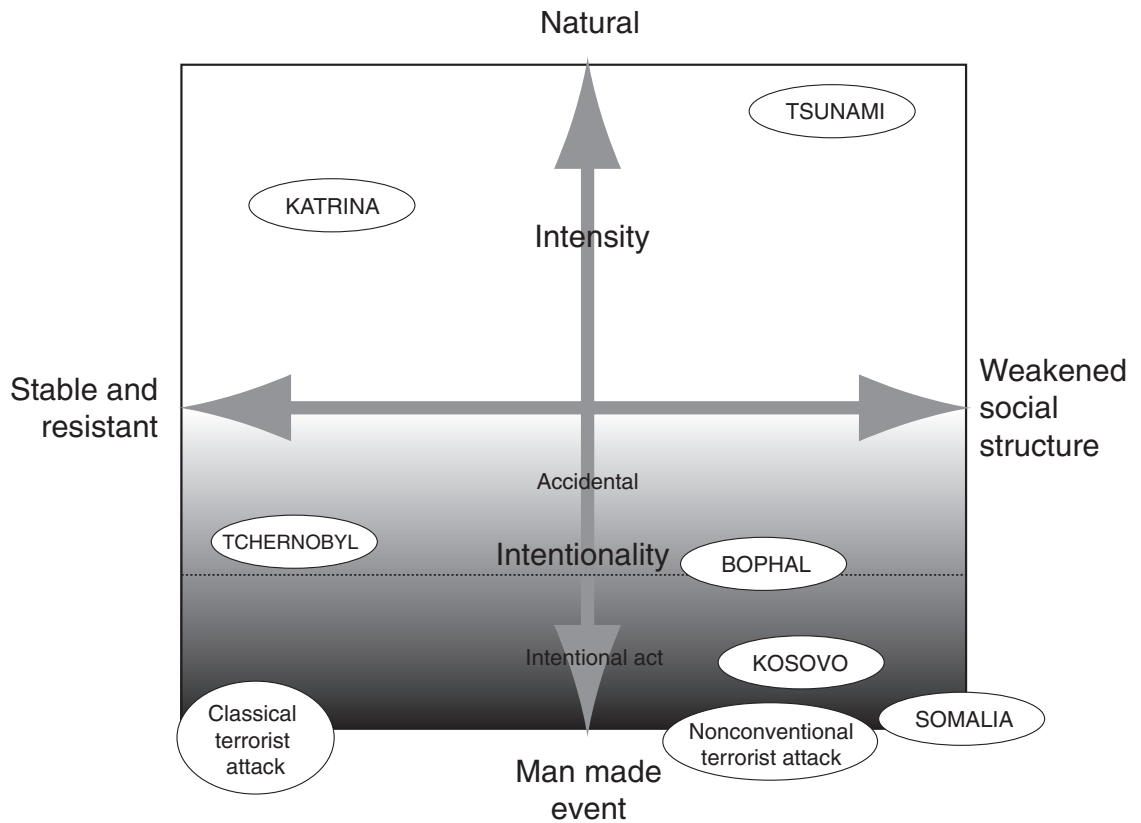 Natural
TSUNAMI
KATRINA
Intensity
Stable and
resistant
Weakened
social
structure
Accidental
TCHERNOBYL
Intentionality
BOPHAL
Intentional act
KOSOVO
Classical
terrorist
attack
Nonconventional
terrorist attack
SOMALIA
Man made
event